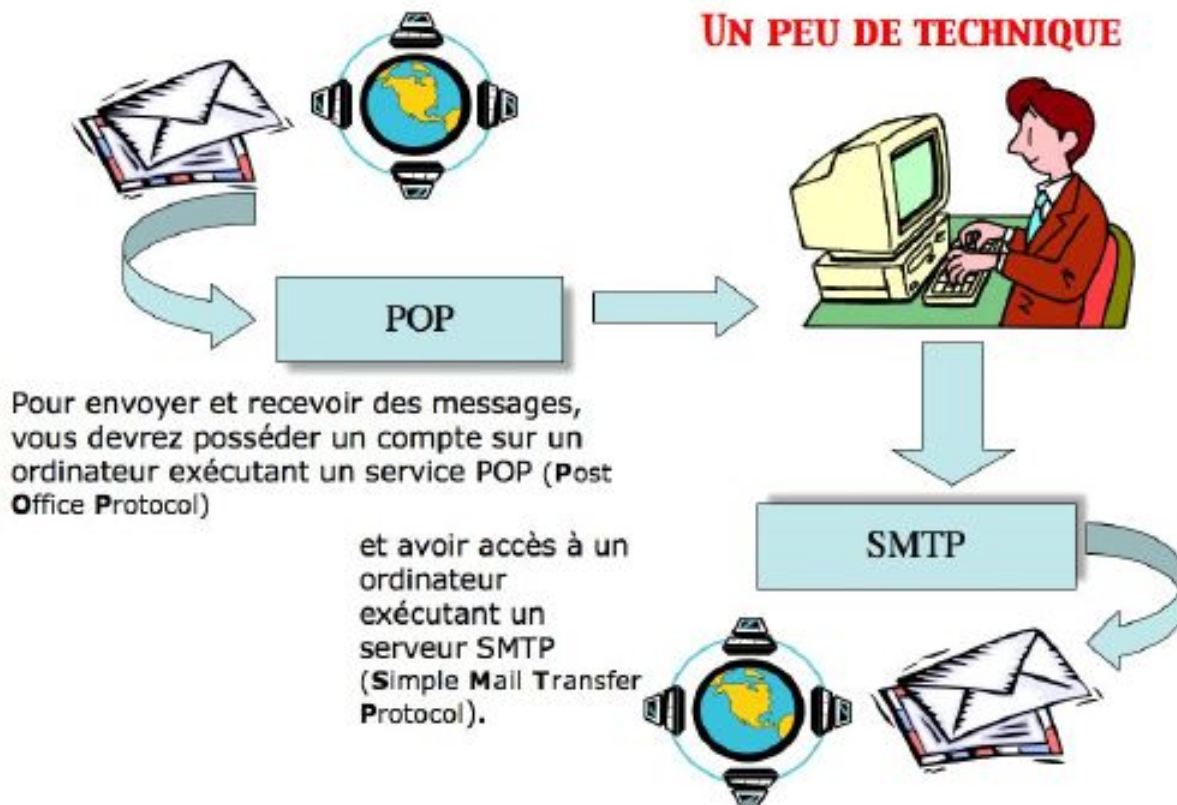 UN PEU DE TECHNIQUE
POP
Pour envoyer et recevoir des messages,
vous devrez posséder un compte sur un
ordinateur exécutant un service POP (Post
Office Protocol)
SMTP
et avoir accès à un
ordinateur
exécutant un
serveur SMTP
(Simple Mail Transfer
Protocol).